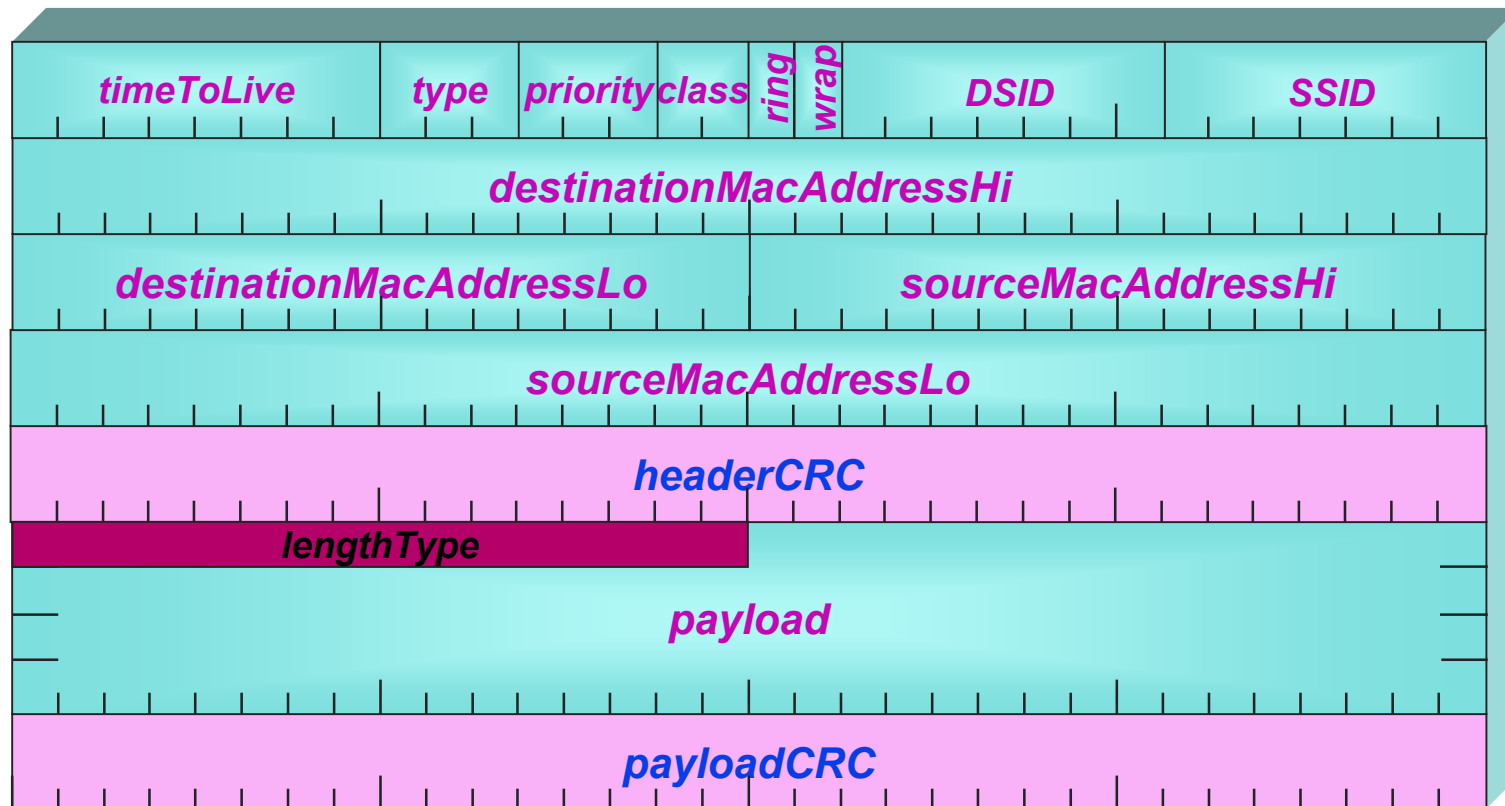 timeToLive type priority class ring wrap DSID SSID
destinationMacAddressHi
destinationMacAddressLo sourceMacAddressHi
sourceMacAddressLo
headerCRC
lengthType
payload
payloadCRC